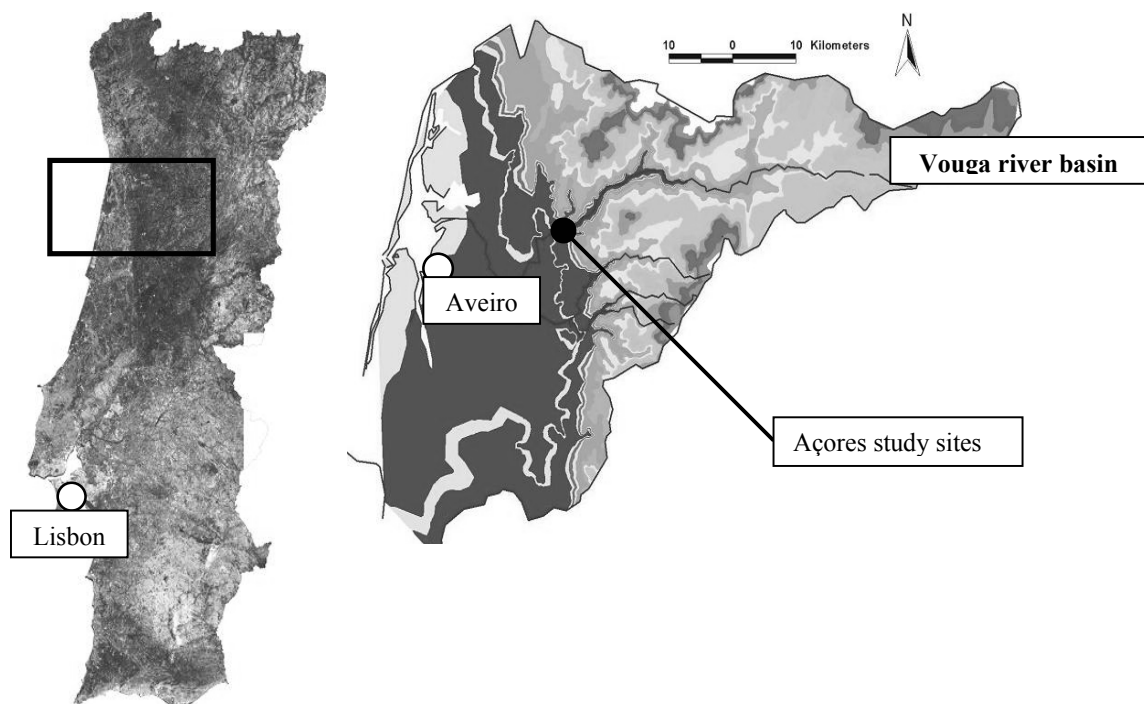 N
10 0 10 Kilometers
Vouga river basin
Aveiro
Açores study sites
Lisbon